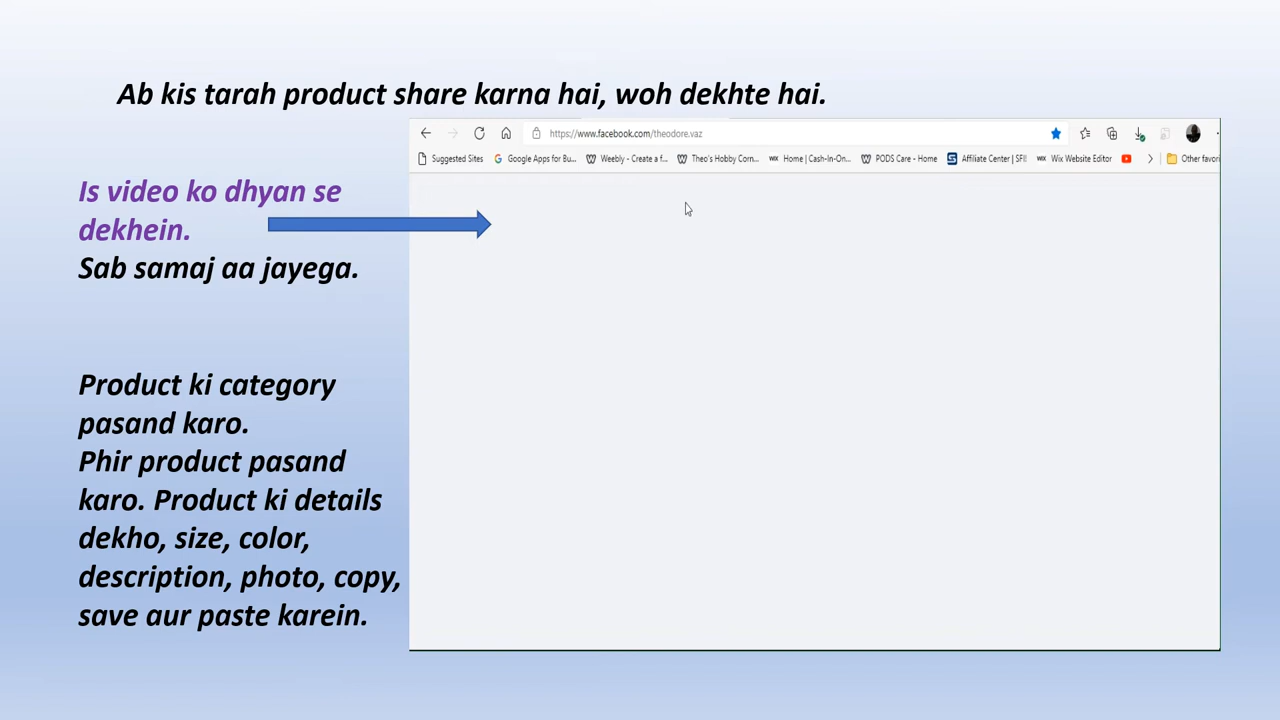 Ab kis tarah product share karna hai, woh dekhte hai.
https://www.facebook.com/theodore.vaz
Suggested Sites
Google Apps for Bu...
Weebly - Create a f...
Theo's Hobby Corn...
Home | Cash-In-On...
PODS Care - Home
Affiliate Center | SFI!
Wix Website Editor
Other favori
Is video ko dhyan se
dekhein.
Sab samaj aa jayega.
Product ki category
pasand karo.
Phir product pasand
karo. Product ki details
dekho, size, color,
description, photo, copy,
save aur paste karein.